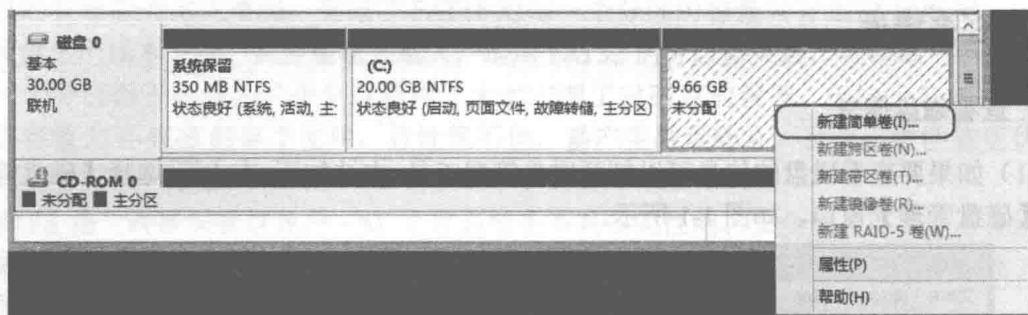 磁盘 0
基本
30.00 GB
联机
系统保留
350 MB NTFS
状态良好 (系统, 活动, 主:
(C:)
20.00 GB NTFS
状态良好 (启动, 页面文件, 故障转储, 主分区)
9.66 GB
未分配
CD-ROM 0
未分配 主分区
新建简单卷(I)...
新建跨区卷(N)...
新建带区卷(T)...
新建镜像卷(R)...
新建 RAID-5 卷(W)...
属性(P)
帮助(H)